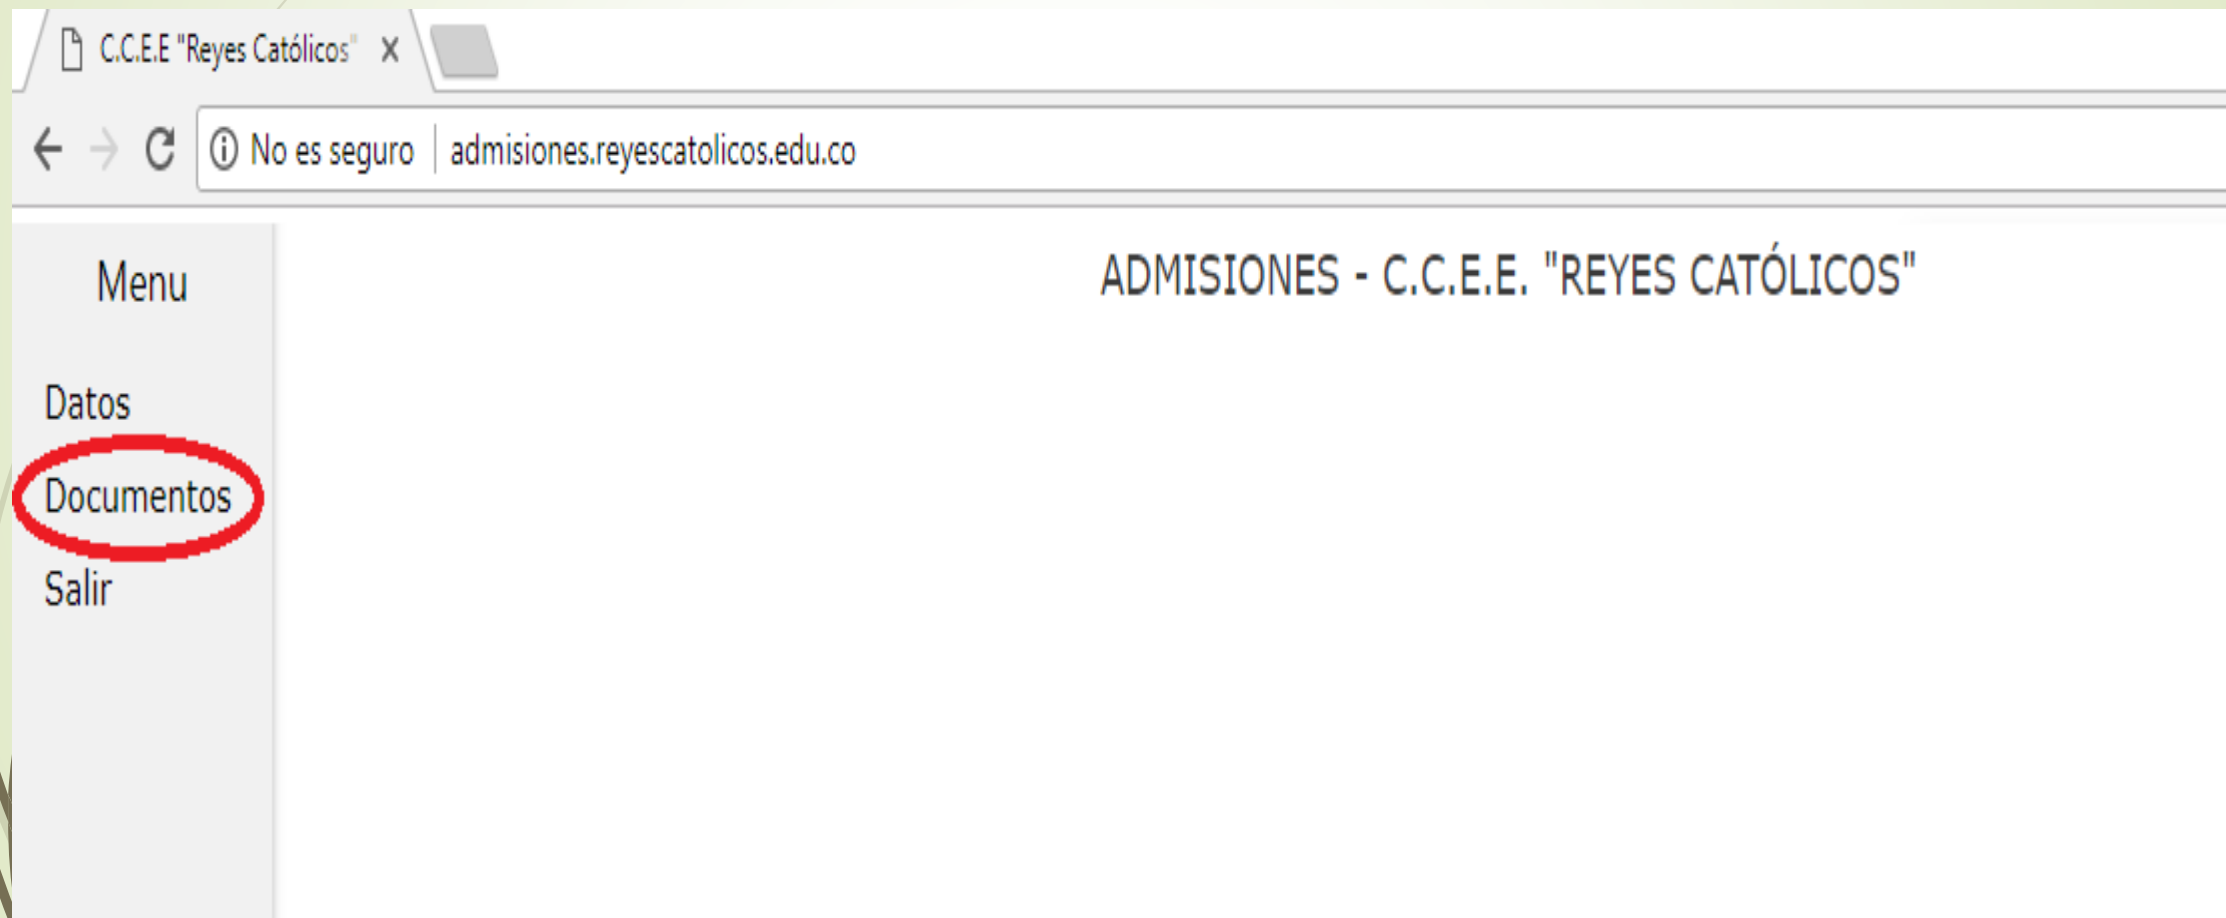 C.C.E.E "Reyes Católicos"
No es seguro admisiones.reyescatolicos.edu.co
ADMISIONES - C.C.E.E. "REYES CATÓLICOS"
Menu
Datos
Documentos
Salir